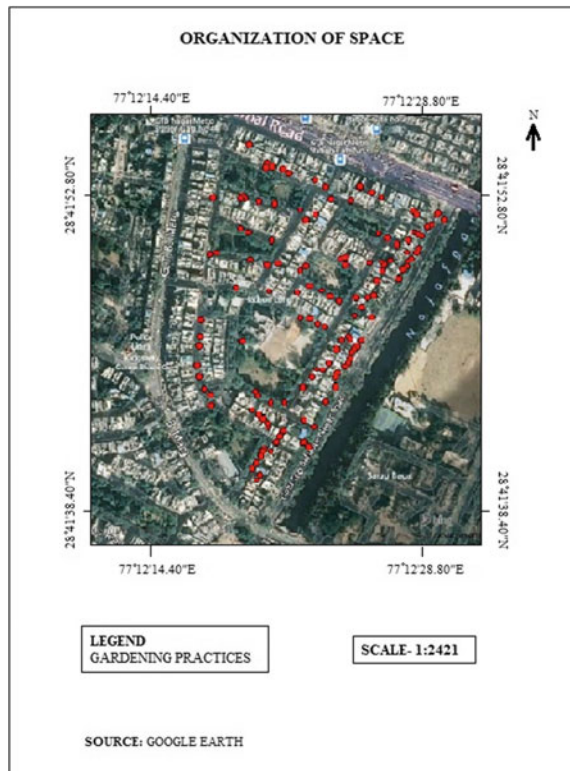 ORGANIZATION OF SPACE
77°12'14.40"E
77°12'28.80"E
N
28°41'52.80"N
28°41'52.80"N
Najafga
28°41'38.40"N
28°41'38.40"N
77°12'14.40"E
77°12'28.80"E
LEGEND
GARDENING PRACTICES
SCALE- 1:2421
SOURCE: GOOGLE EARTH